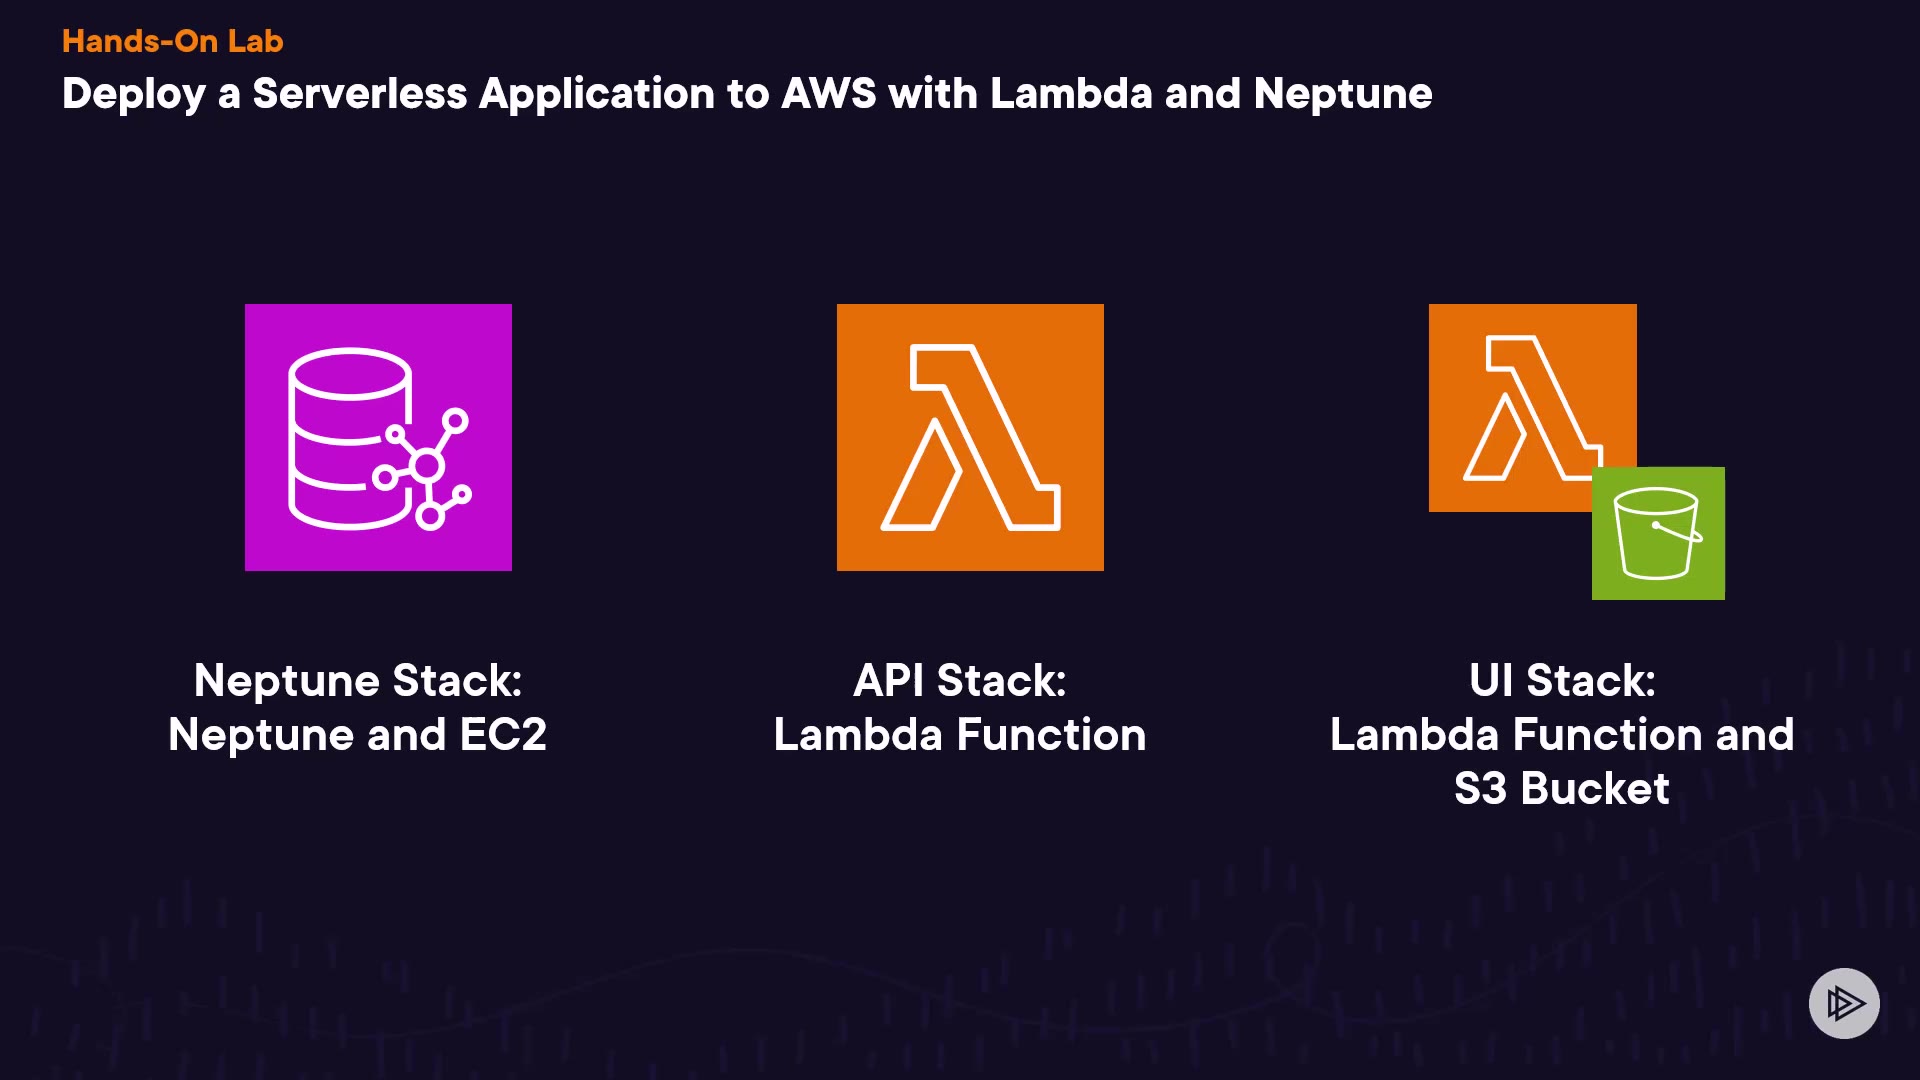 Hands-On Lab
Deploy a Serverless Application to AWS with Lambda and Neptune
Neptune Stack:
Neptune and EC2
API Stack:
Lambda Function
UI Stack:
Lambda Function and
S3 Bucket